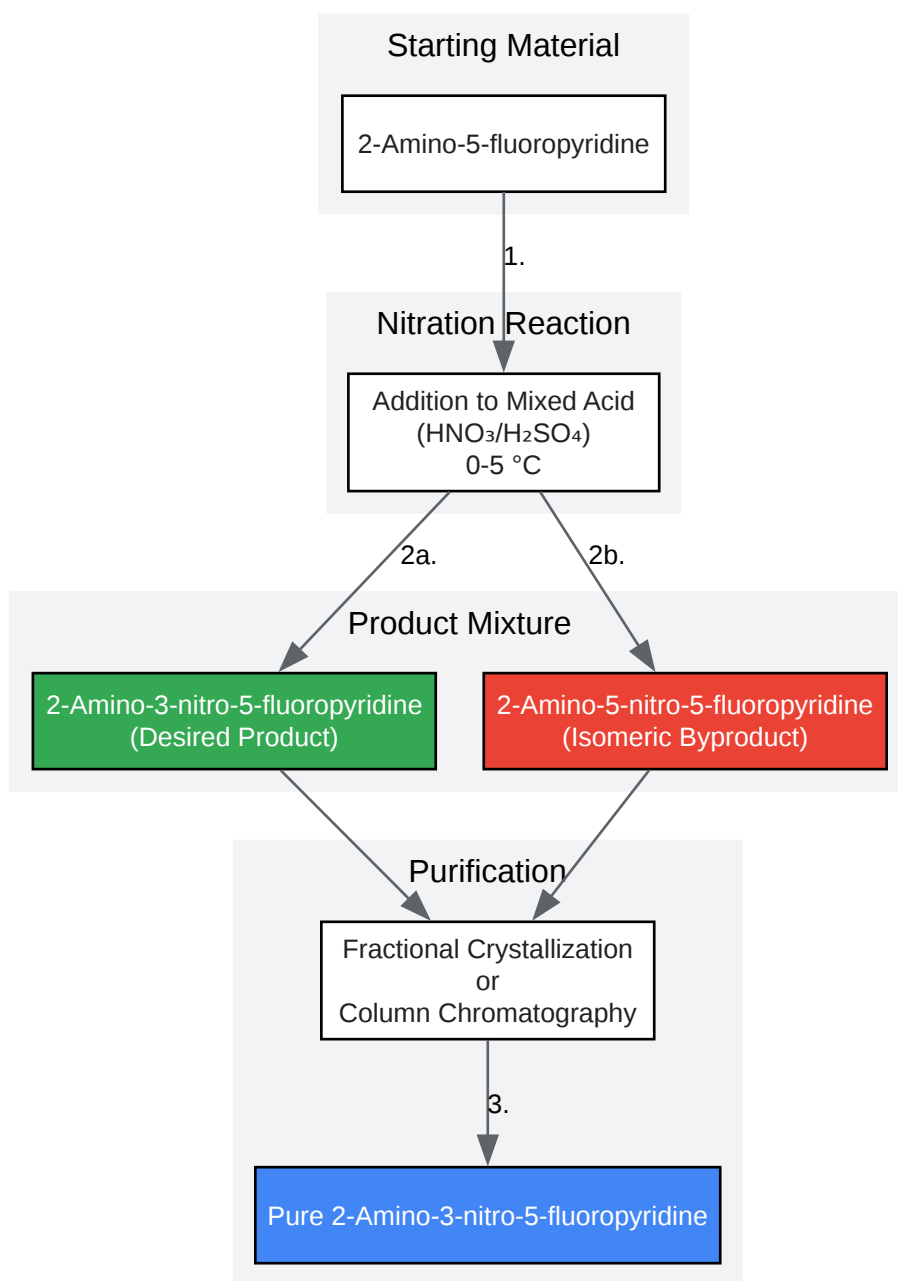 Starting Material
2-Amino-5-fluoropyridine
1.
Nitration Reaction
Addition to Mixed Acid
(HNO₃/H₂SO₄)
0-5 °C
2a.
2b.
Product Mixture
2-Amino-3-nitro-5-fluoropyridine
(Desired Product)
2-Amino-5-nitro-5-fluoropyridine
(Isomeric Byproduct)
Purification
Fractional Crystallization
or
Column Chromatography
3.
Pure 2-Amino-3-nitro-5-fluoropyridine